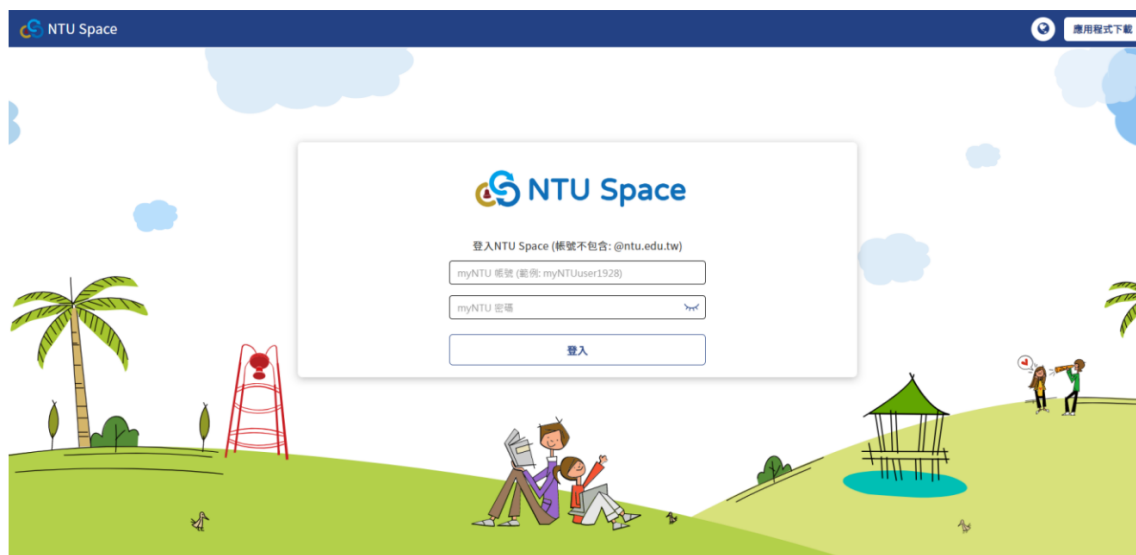 NTU Space
應用程式下載
NTU Space
登入NTU Space (帳號不包含: @ntu.edu.tw)
myNTU 帳號 (範例: myNTUuser1928)
myNTU 密碼
登入